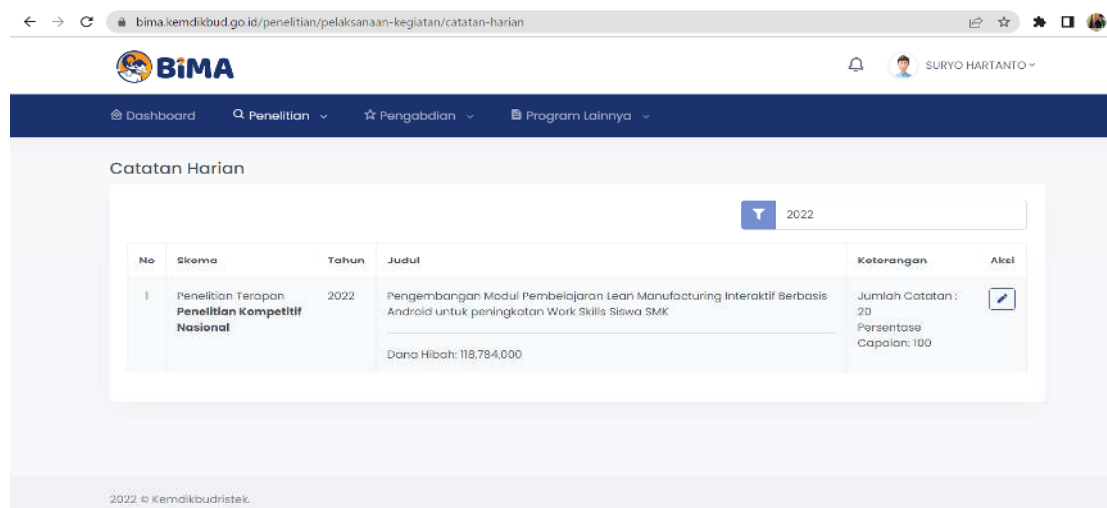 bima.kemdikbud.go.id/penelitian/pelaksanaan-kegiatan/catatan-harian
BiMA
SURYO HARTANTO
Dashboard Penelitian Pengabdian Program Lainnya
Catatan Harian
2022
No Skema Tahun Judul Keterangan Aksi
1 Penelitian Terapan 2022 Pengembangan Modul Pembelajaran Lean Manufacturing Interaktif Berbasis Jumlah Catatan :
Penelitian Kompetitif Android untuk peningkatan Work Skills Siswa SMK 20
Nasional Persentase
Dana Hibah: 118,784,000 Capaian: 100
2022 © Kemdikbudristek.